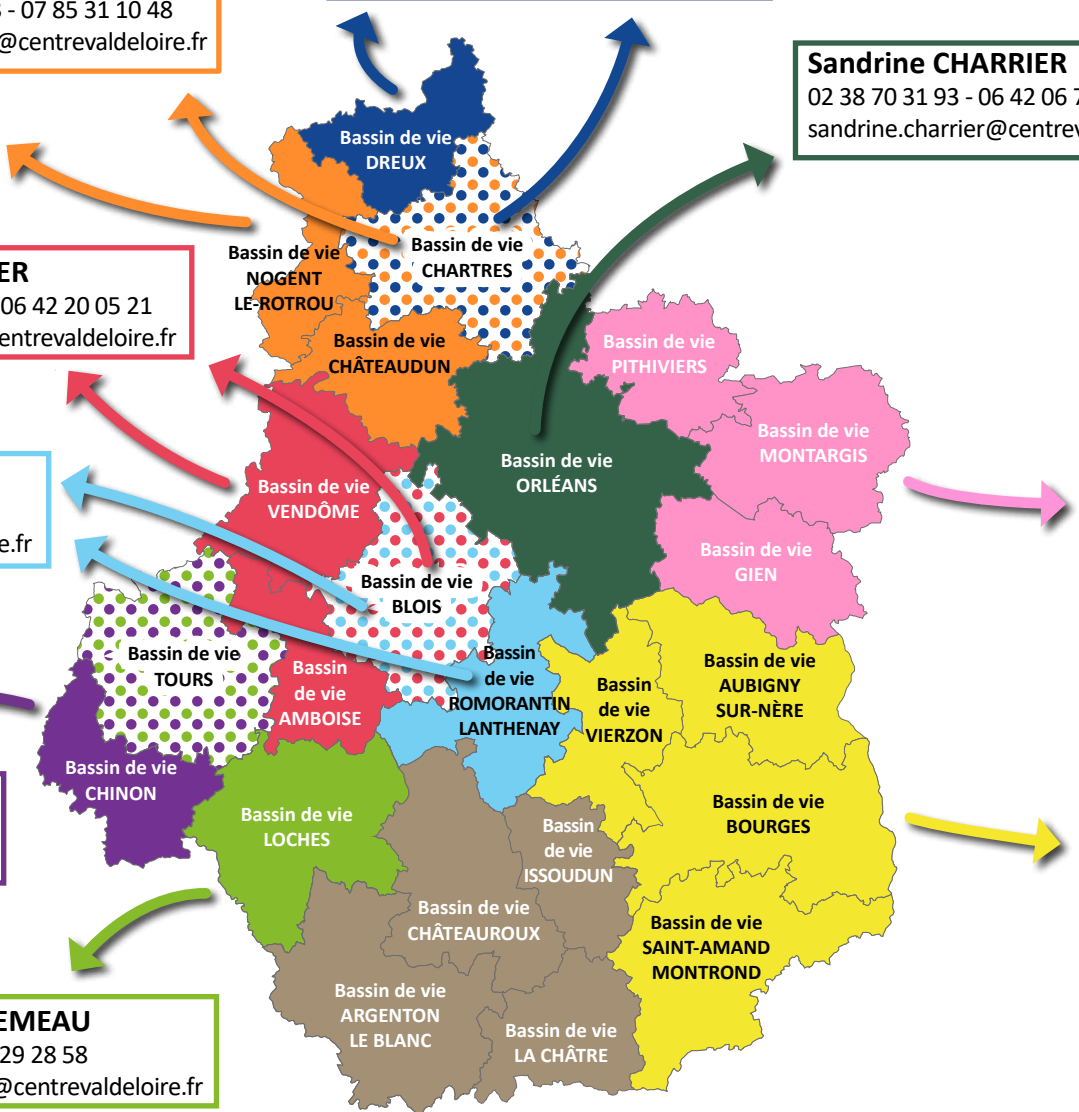 - 07 85 31 10 48
@centrevaldeloire.fr
Sandrine CHARRIER
02 38 70 31 93 - 06 42 06 7
sandrine.charrier@centrev
Bassin de vie
DREUX
Bassin de vie
CHARTRES
Bassin de vie
NOGENT
LE-ROTROU
ER
06 42 20 05 21
centrevaldeloire.fr
Bassin de vie
CHÂTEAUDUN
Bassin de vie
PITHIVIERS
Bassin de vie
MONTARGIS
Bassin de vie
ORLÉANS
Bassin de vie
VENDÔME
e.fr
Bassin de vie
GIEN
Bassin de vie
BLOIS
Bassin de vie
TOURS
Bassin
de vie
AMBOISE
Bassin
de vie
ROMORANTIN
LANTHENAY
Bassin
de vie
VIERZON
Bassin de vie
AUBIGNY
SUR-NÈRE
Bassin de vie
CHINON
Bassin de vie
LOCHES
Bassin de vie
BOURGES
Bassin
de vie
ISSOUDUN
Bassin de vie
CHÂTEAUROUX
Bassin de vie
SAINT-AMAND
MONTROND
Bassin de vie
ARGENTON
LE BLANC
Bassin de vie
LA CHÂTRE
EMEAU
29 28 58
@centrevaldeloire.fr